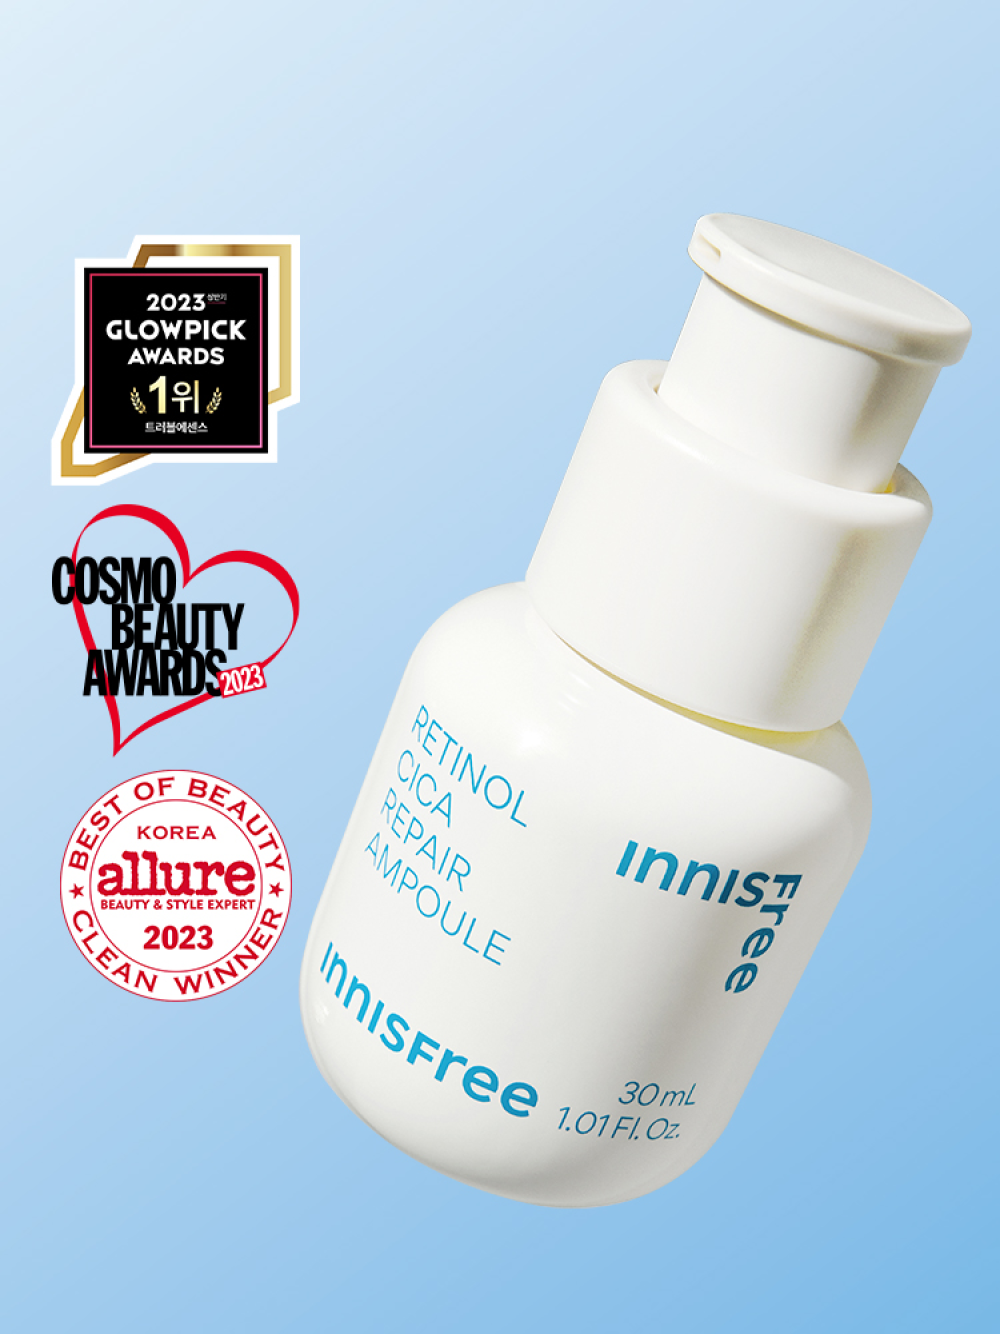 2023 상반기
GLOWPICK
AWARDS
1위
트러블에센스
COSMO
BEAUTY
AWARDS
2023
BEST OF BEAUTY
KOREA
allure
BEAUTY & STYLE EXPERT
2023
CLEAN WINNER
RETINOL
CICA
REPAIR
AMPOULE
INNISFree
INNISFree
30 mL
1.01 Fl. Oz.